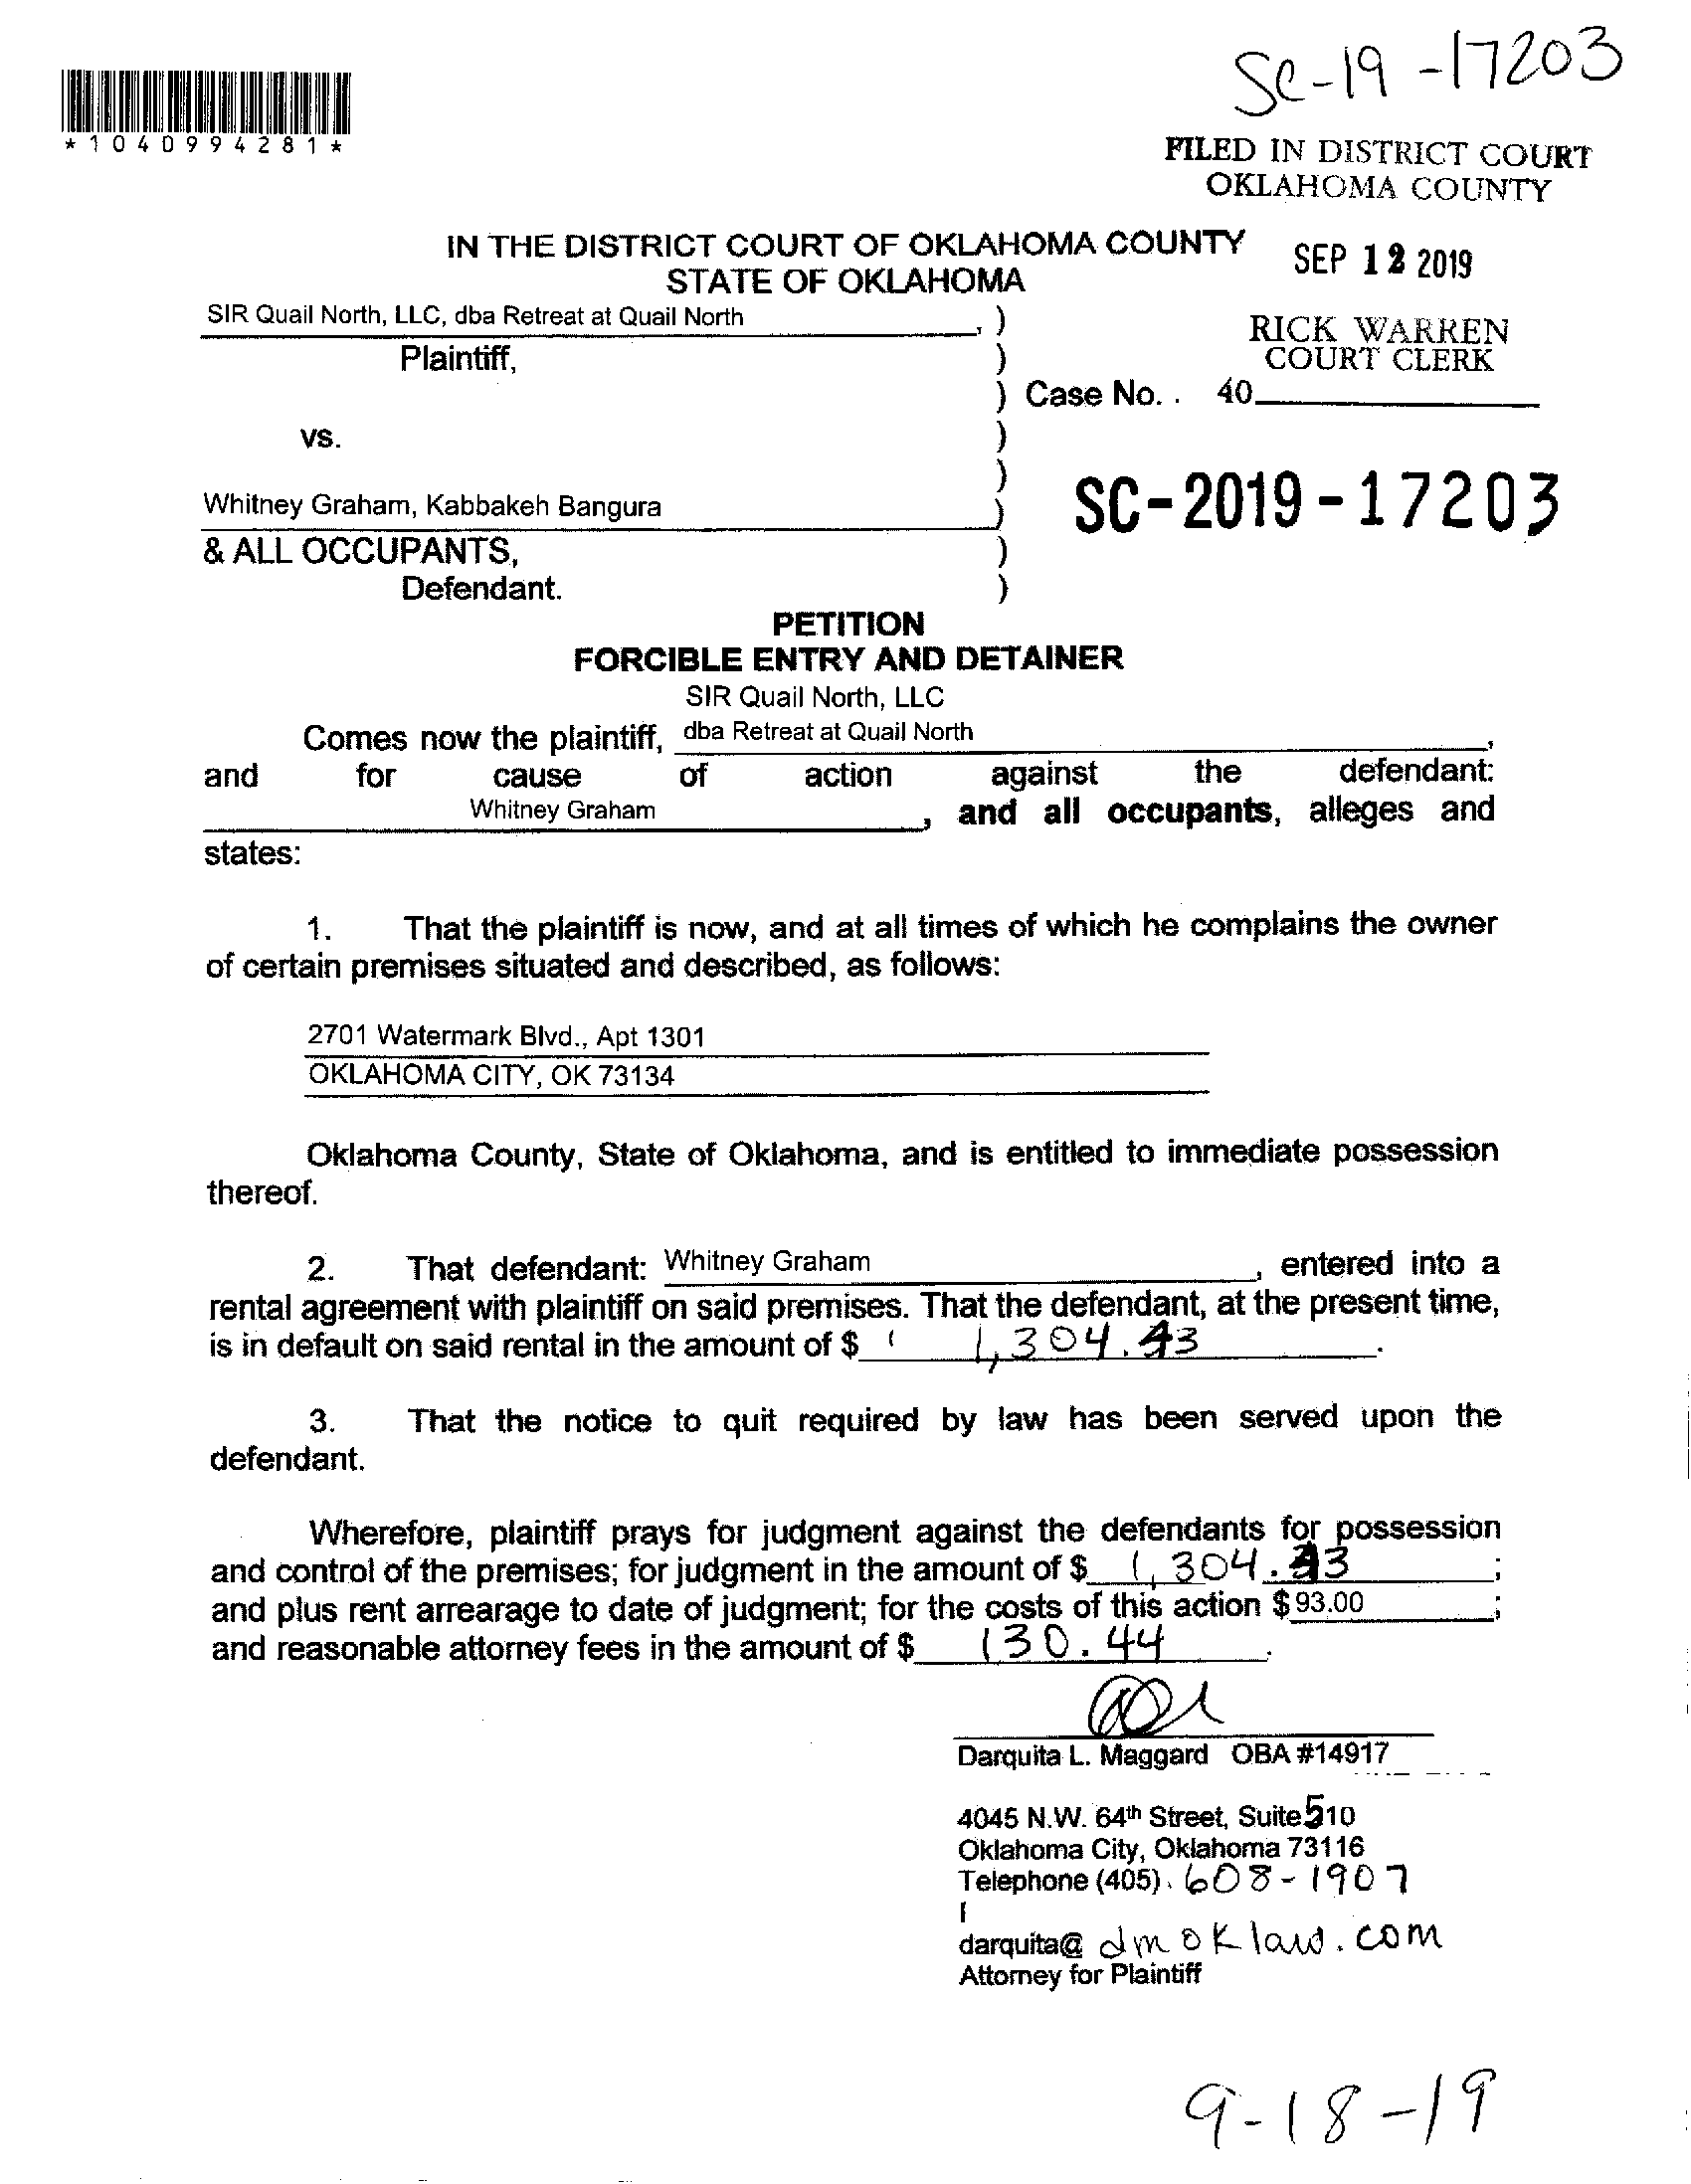 SC-19-17203
*1040994281*
FILED IN DISTRICT COURT
OKLAHOMA COUNTY
IN THE DISTRICT COURT OF OKLAHOMA COUNTY
SEP 12 2019
STATE OF OKLAHOMA
SIR Quail North, LLC, dba Retreat at Quail North , )
RICK WARREN
Plaintiff, )
COURT CLERK
) Case No. . 40
vs. )
)
SC-2019-17203
Whitney Graham, Kabbakeh Bangura )
& ALL OCCUPANTS, )
Defendant. )
PETITION
FORCIBLE ENTRY AND DETAINER
SIR Quail North, LLC
Comes now the plaintiff, dba Retreat at Quail North ,
and for cause of action against the defendant:
Whitney Graham , and all occupants, alleges and
states:
1. That the plaintiff is now, and at all times of which he complains the owner
of certain premises situated and described, as follows:
2701 Watermark Blvd., Apt 1301
OKLAHOMA CITY, OK 73134
Oklahoma County, State of Oklahoma, and is entitled to immediate possession
thereof.
2. That defendant: Whitney Graham , entered into a
rental agreement with plaintiff on said premises. That the defendant, at the present time,
is in default on said rental in the amount of $ 1,304.43 .
3. That the notice to quit required by law has been served upon the
defendant.
Wherefore, plaintiff prays for judgment against the defendants for possession
and control of the premises; for judgment in the amount of $ 1,304.43 ;
and plus rent arrearage to date of judgment; for the costs of this action $ 93.00 ;
and reasonable attorney fees in the amount of $ 130.44 .
Darquita L. Maggard OBA #14917
4045 N.W. 64th Street, Suite 510
Oklahoma City, Oklahoma 73116
Telephone (405) 608-1907
darquita@ dmoklaw.com
Attorney for Plaintiff
9-18-19